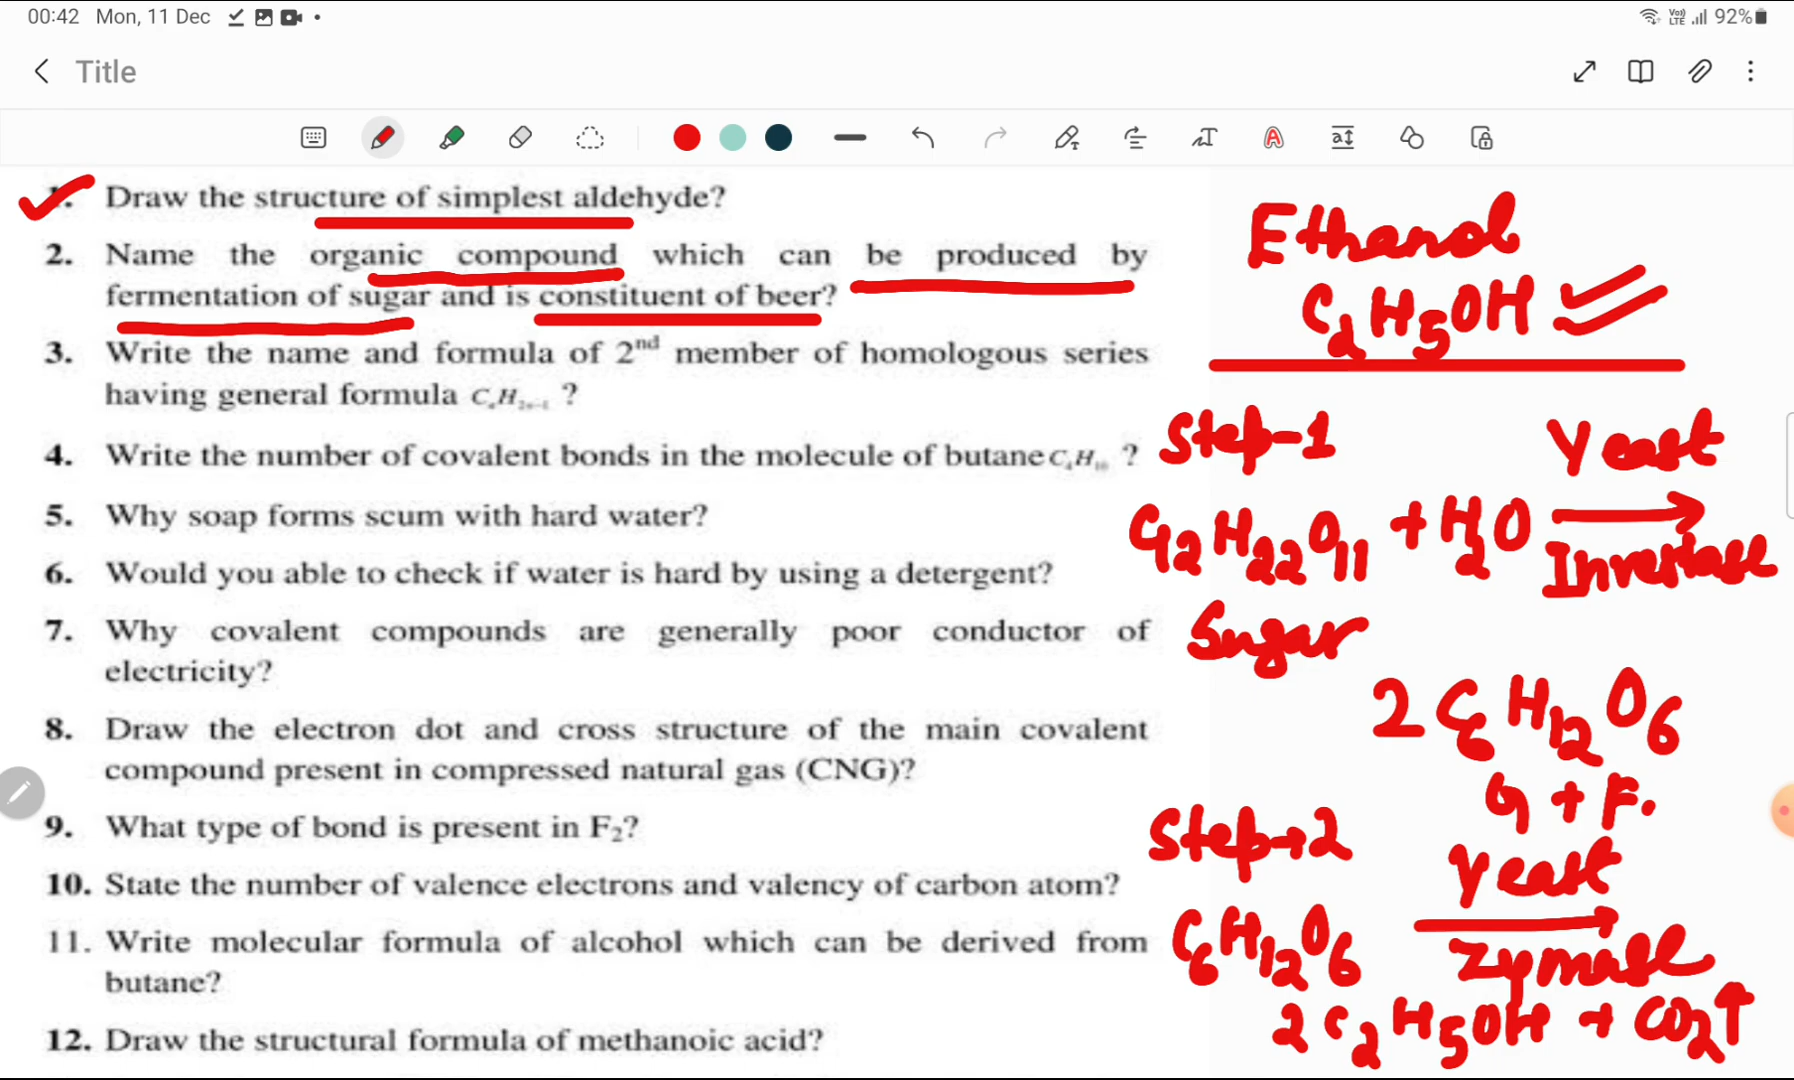 00:42 Mon, 11 Dec
92%
Title
Draw the structure of simplest aldehyde?
2. Name the organic compound which can be produced by
fermentation of sugar and is constituent of beer?
3. Write the name and formula of 2nd member of homologous series
having general formula ?
4. Write the number of covalent bonds in the molecule of butane C₄H₁₀ ?
5. Why soap forms scum with hard water?
6. Would you able to check if water is hard by using a detergent?
7. Why covalent compounds are generally poor conductor of
electricity?
8. Draw the electron dot and cross structure of the main covalent
compound present in compressed natural gas (CNG)?
9. What type of bond is present in F₂?
10. State the number of valence electrons and valency of carbon atom?
11. Write molecular formula of alcohol which can be derived from
butane?
12. Draw the structural formula of methanoic acid?
Ethanol
C₂H₅OH
Step-1
Yeast
C₁₂H₂₂O₁₁ + H₂O
Sugar
2C₆H₁₂O₆
G + F.
Step→2
Yeast
C₆H₁₂O₆
Zymase
2C₂H₅OH + CO₂↑